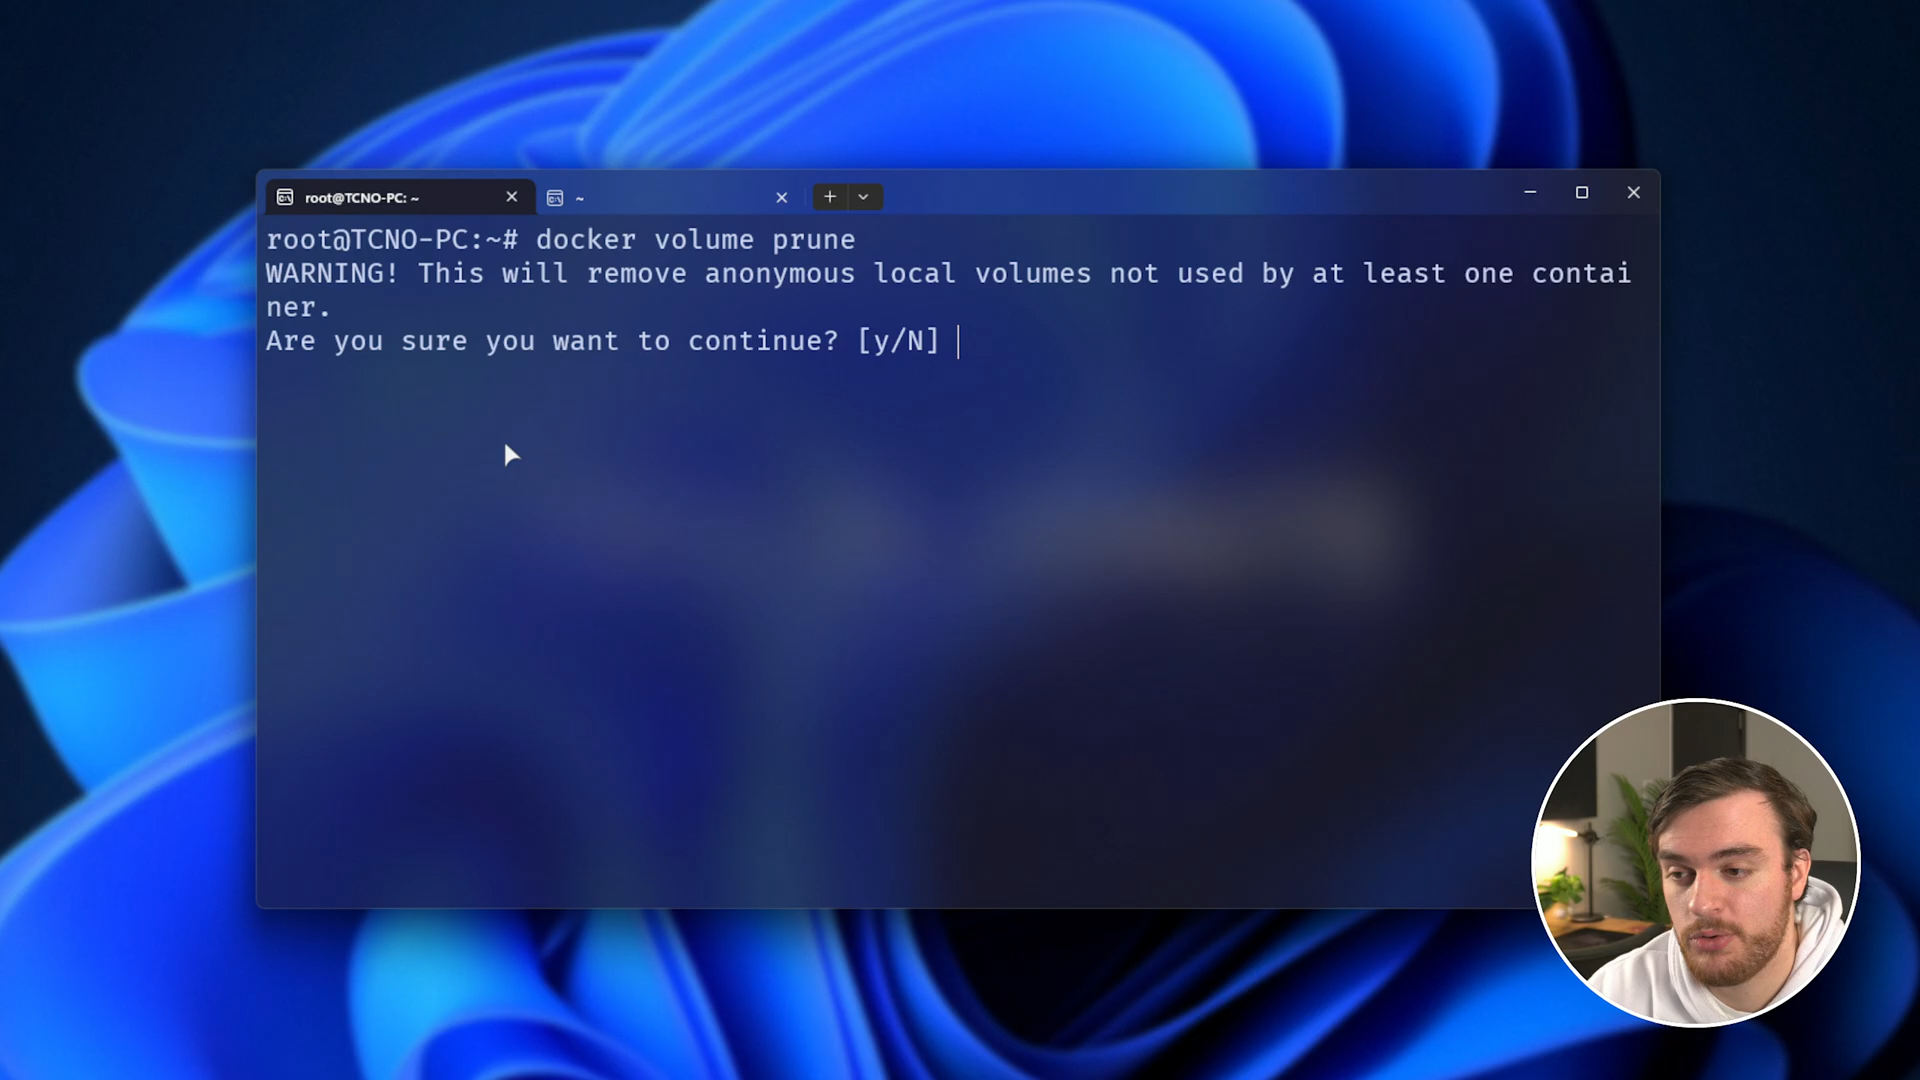 root@TCNO-PC: ~
~
root@TCNO-PC:~# docker volume prune
WARNING! This will remove anonymous local volumes not used by at least one contai
ner.
Are you sure you want to continue? [y/N]